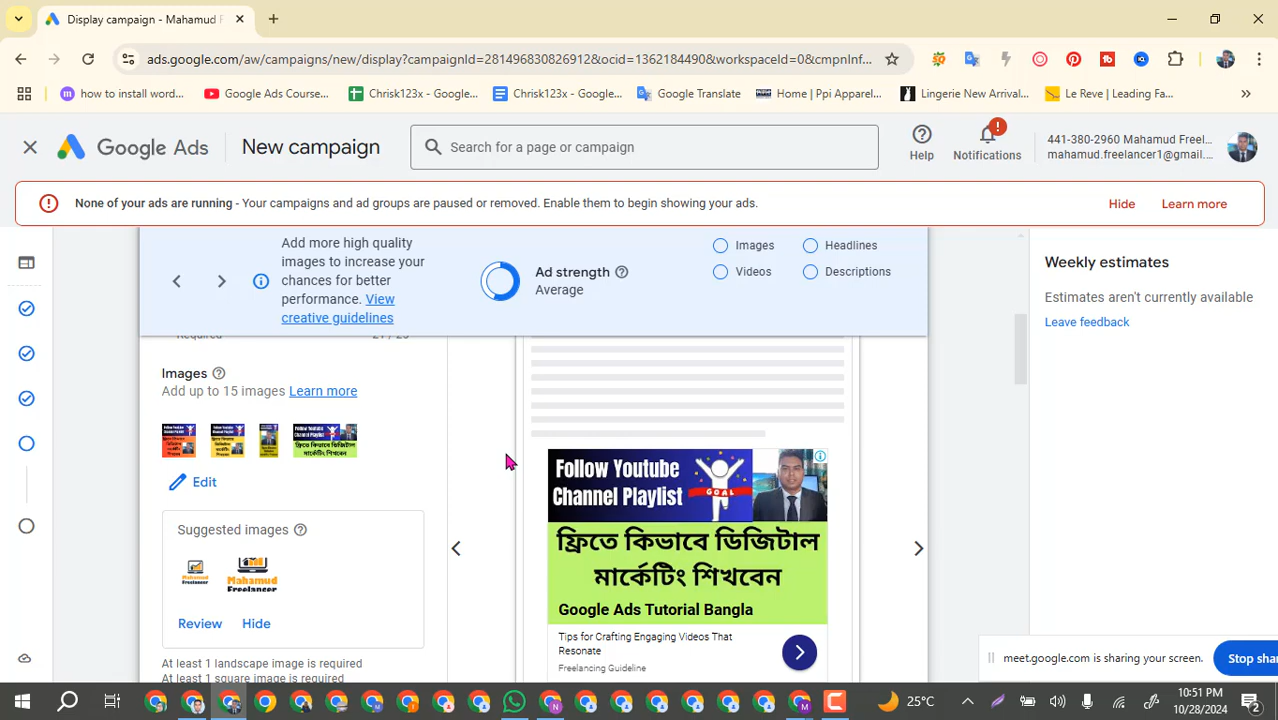 Display campaign - Mahamud F
ads.google.com/aw/campaigns/new/display?campaignId=281496830826912&ocid=1362184490&workspaceId=0&cmpnInf...
how to install word...
Google Ads Course...
Chrisk123x - Google...
Chrisk123x - Google...
Google Translate
Home | Ppi Apparel...
Lingerie New Arrival...
Le Reve | Leading Fa...
Google Ads
New campaign
Search for a page or campaign
Help
Notifications
441-380-2960 Mahamud Freel...
mahamud.freelancer1@gmail....
None of your ads are running - Your campaigns and ad groups are paused or removed. Enable them to begin showing your ads.
Hide
Learn more
Add more high quality
images to increase your
chances for better
performance. View
creative guidelines
Ad strength
Average
Images
Headlines
Videos
Descriptions
Weekly estimates
Estimates aren't currently available
Leave feedback
Required
21 / 25
Images
Add up to 15 images Learn more
Edit
Suggested images
Mahamud
Freelancer
Review
Hide
At least 1 landscape image is required
At least 1 square image is required
Follow Youtube
Channel Playlist
GOAL
ফ্রিতে কিভাবে ডিজিটাল
মার্কেটিং শিখবেন
Google Ads Tutorial Bangla
Tips for Crafting Engaging Videos That
Resonate
Freelancing Guideline
meet.google.com is sharing your screen.
Stop sha
25°C
10:51 PM
10/28/2024
2